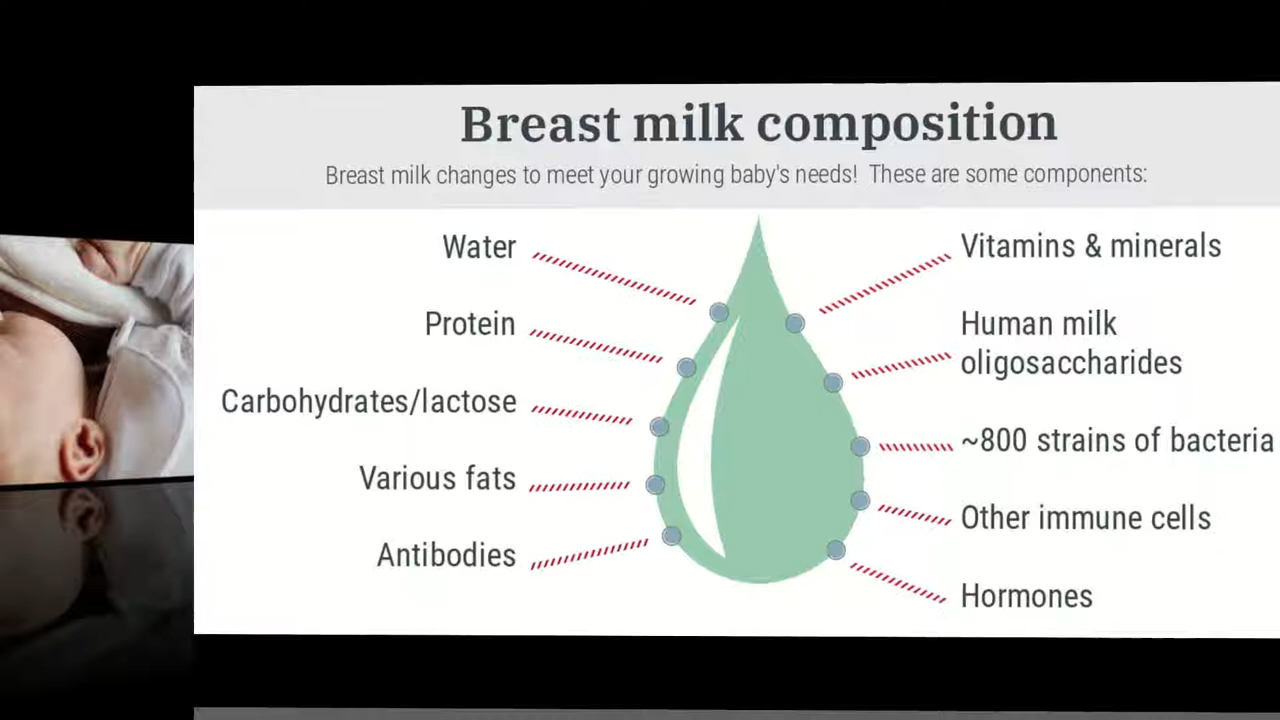 Breast milk composition
Breast milk changes to meet your growing baby's needs! These are some components:
Water
Protein
Carbohydrates/lactose
Various fats
Antibodies
Vitamins & minerals
Human milk
oligosaccharides
~800 strains of bacteria
Other immune cells
Hormones